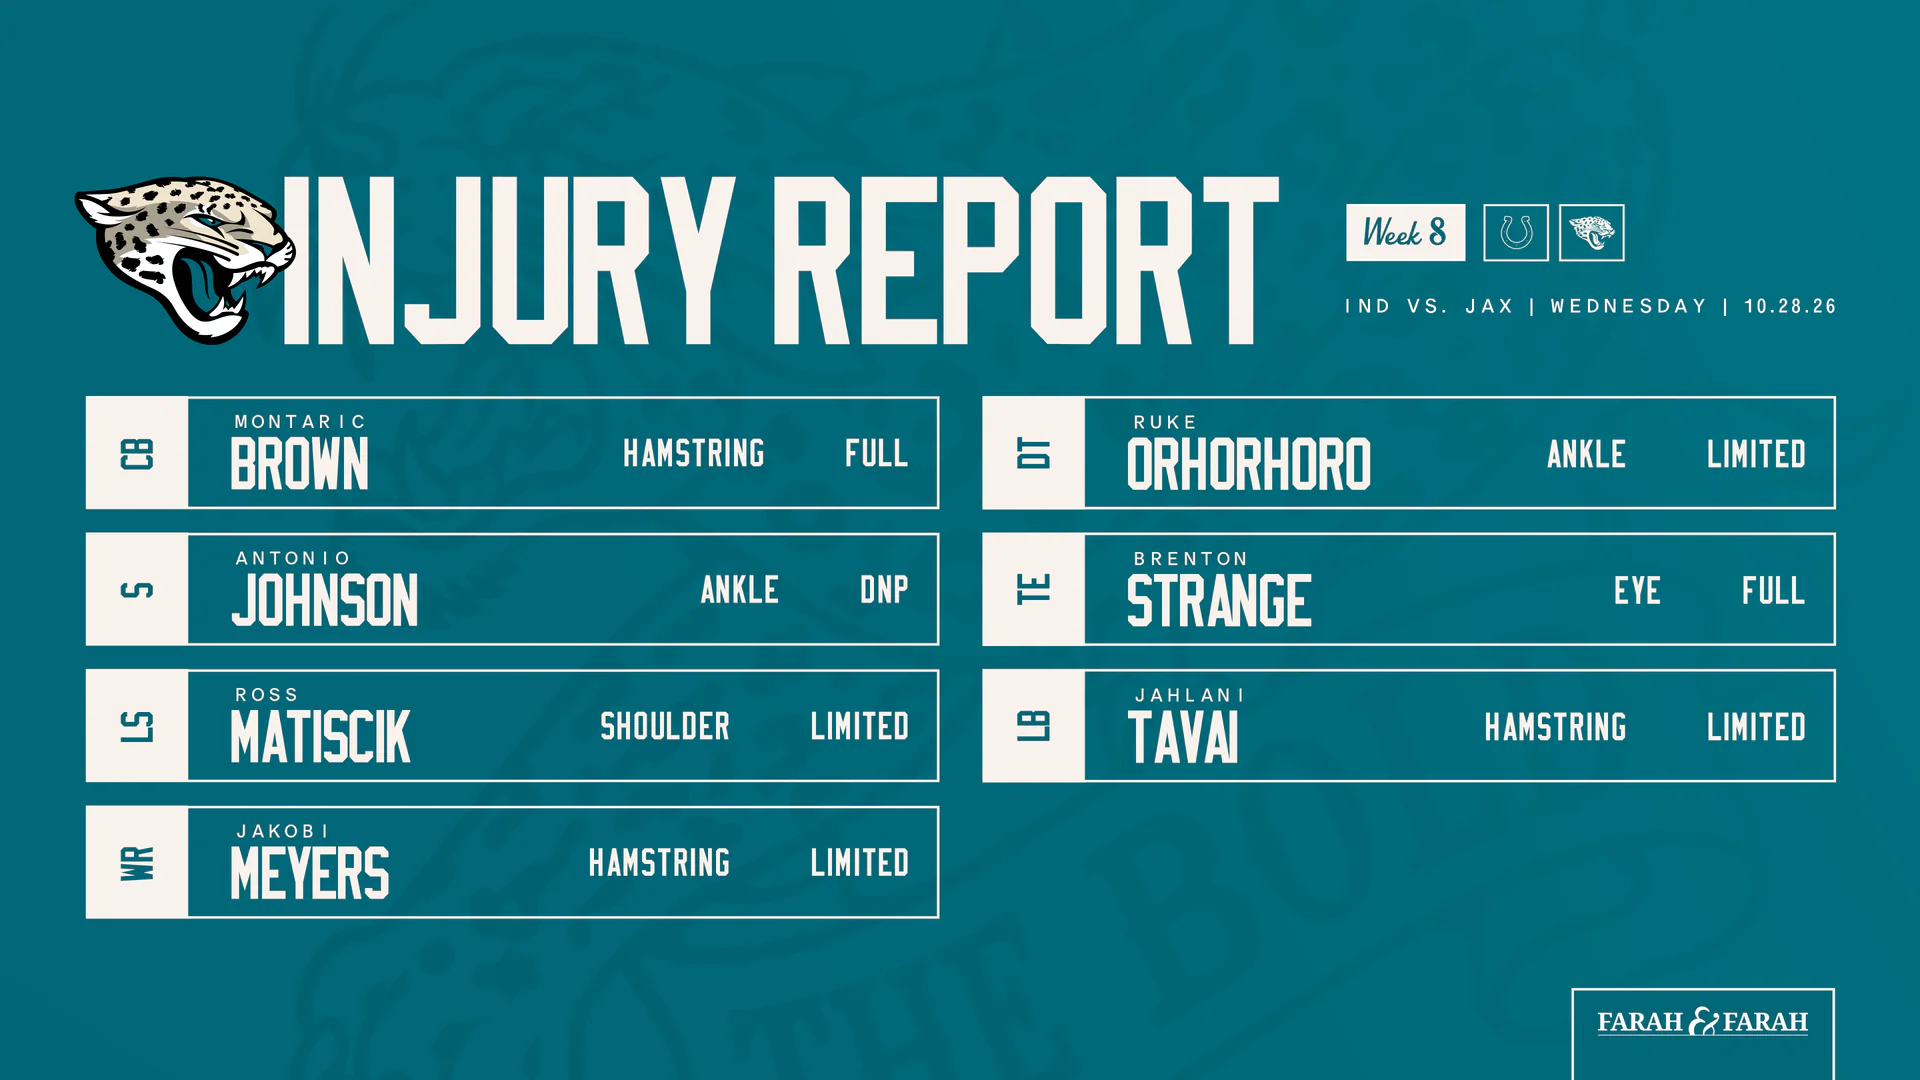 INJURY REPORT
Week 8
IND VS. JAX | WEDNESDAY | 10.28.26
CB
MONTARIC
BROWN
HAMSTRING FULL
S
ANTONIO
JOHNSON
ANKLE DNP
LS
ROSS
MATISCIK
SHOULDER LIMITED
WR
JAKOBI
MEYERS
HAMSTRING LIMITED
DT
RUKE
ORHORHORO
ANKLE LIMITED
TE
BRENTON
STRANGE
EYE FULL
LB
JAHLANI
TAVAI
HAMSTRING LIMITED
THE BOLD
FARAH & FARAH